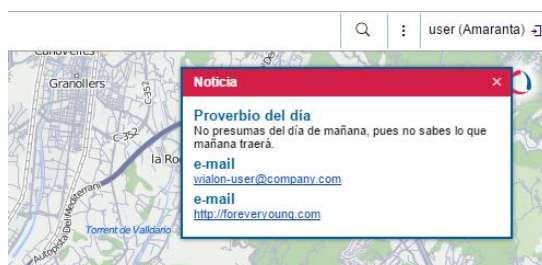 user (Amaranta)
Canovelles
Granollers
C-352
C-352
la Ro
Noticia
Proverbio del día
No presumas del día de mañana, pues no sabes lo que
mañana traerá.
e-mail
wialon-user@company.com
e-mail
http://foreveryoung.com
Autopista Del Mediterrani
Torrent de Valldario